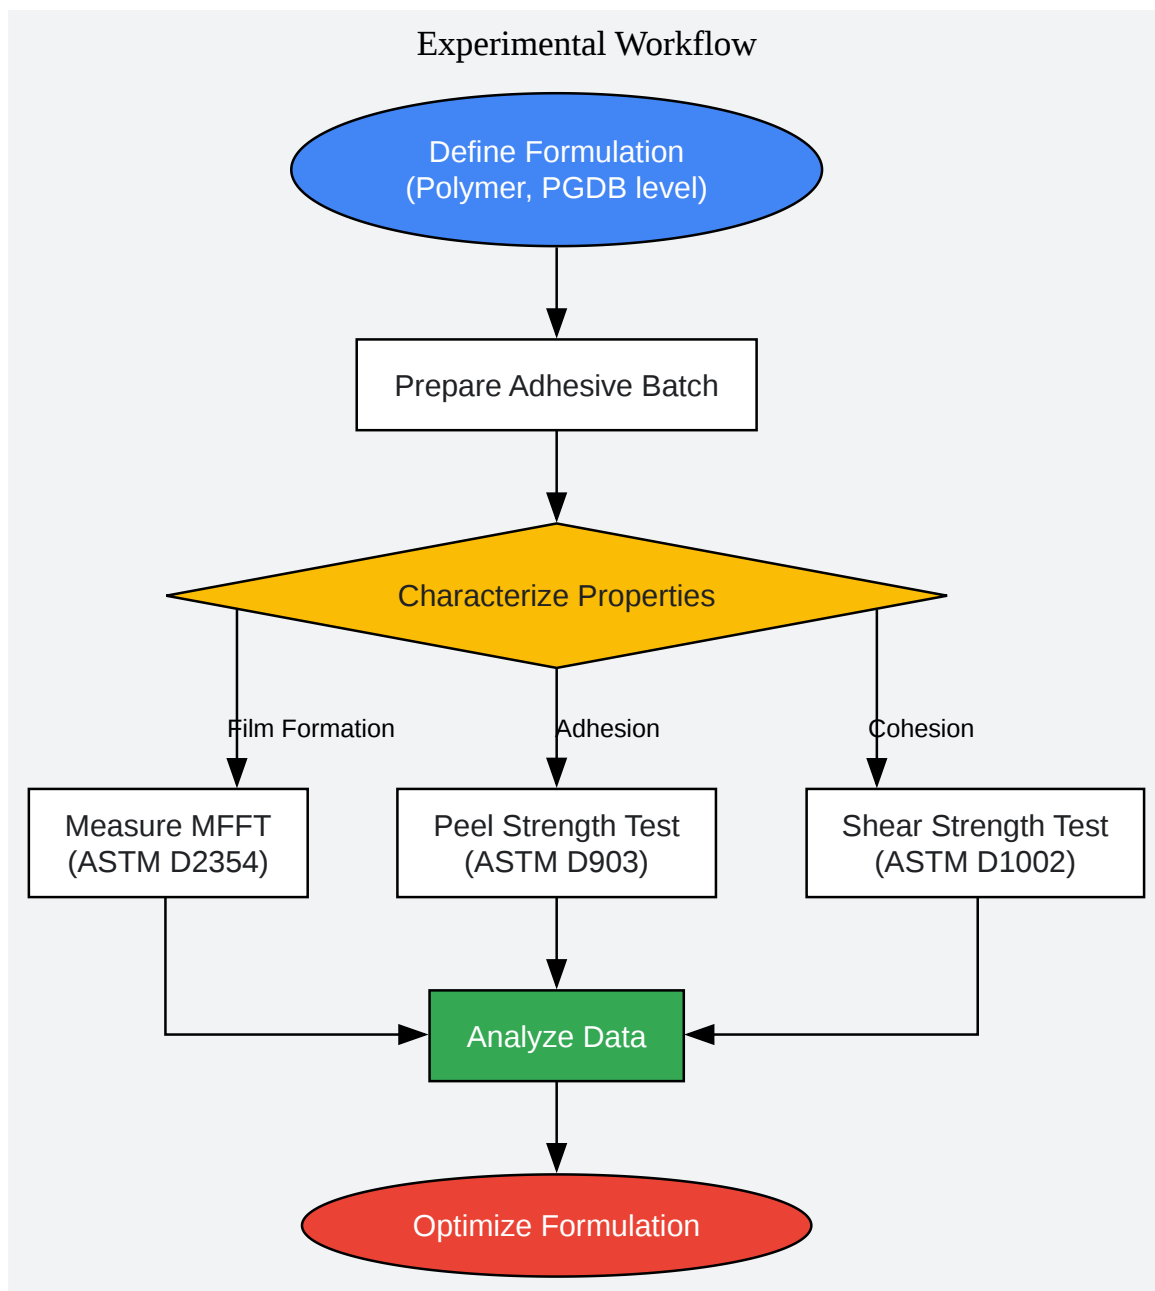 Experimental Workflow
Define Formulation
(Polymer, PGDB level)
Prepare Adhesive Batch
Characterize Properties
Film Formation
Adhesion
Cohesion
Measure MFFT
(ASTM D2354)
Peel Strength Test
(ASTM D903)
Shear Strength Test
(ASTM D1002)
Analyze Data
Optimize Formulation